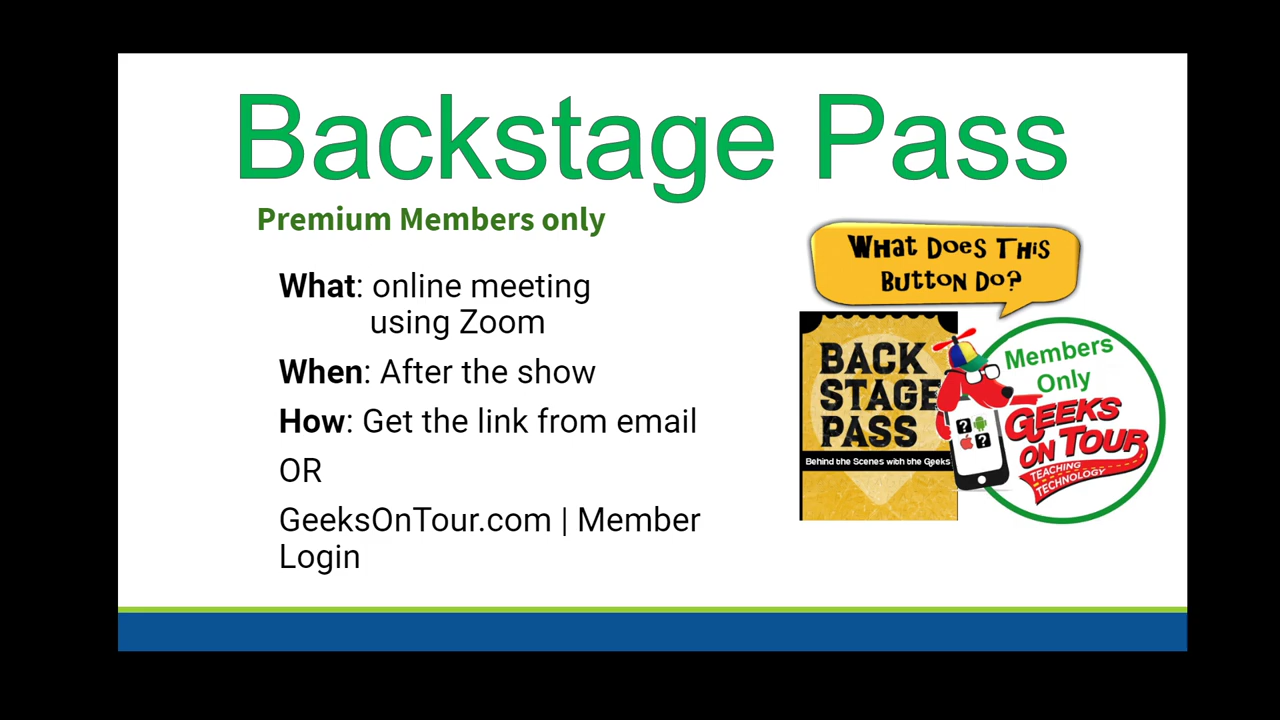 Backstage Pass
Premium Members only
What: online meeting
using Zoom
When: After the show
How: Get the link from email
OR
GeeksOnTour.com | Member
Login
What Does This
Button Do?
BACK
STAGE
PASS
Behind the Scenes with the Geeks
Members
Only
GEEKS
ON TOUR
TEACHING
TECHNOLOGY
? 
?